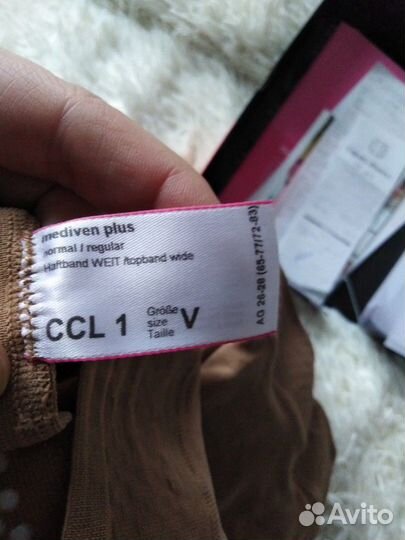 mediven plus
normal / regular
Haftband WEIT /topband wide
CCL 1
Größe
size
Taille
V
AG 26-28 (65-77/72-83)
Avito